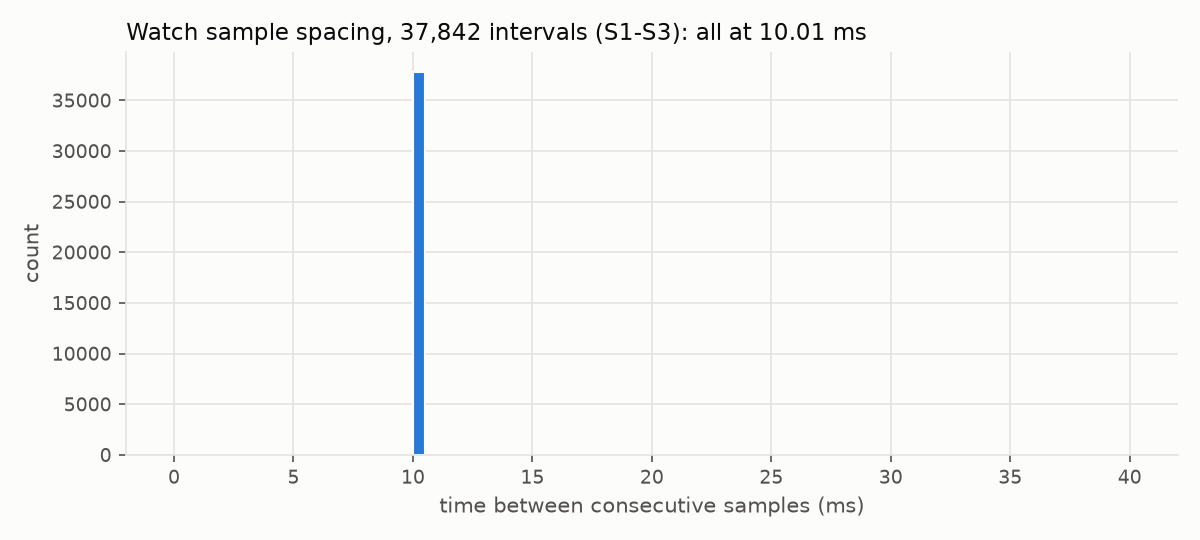 Watch sample spacing, 37,842 intervals (S1-S3): all at 10.01 ms
35000
30000
25000
20000
15000
10000
5000
0
count
0 5 10 15 20 25 30 35 40
time between consecutive samples (ms)